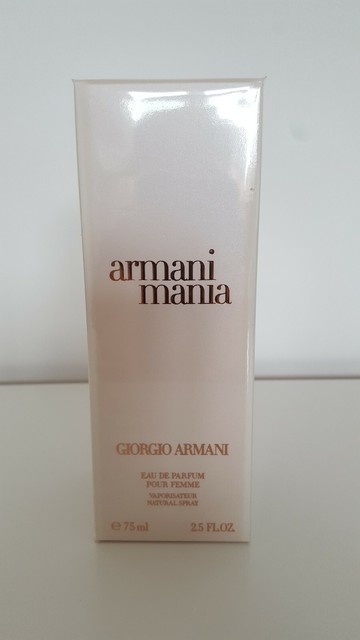 armani
mania
GIORGIO ARMANI
EAU DE PARFUM
POUR FEMME
VAPORISATEUR
NATURAL SPRAY
℮ 75 ml 2.5 FL.OZ.